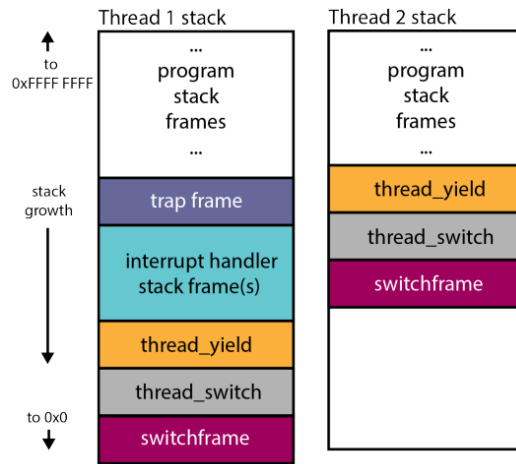 Thread 1 stack
Thread 2 stack
to
0xFFFF FFFF
stack
growth
to 0x0
...
program
stack
frames
...
trap frame
interrupt handler
stack frame(s)
thread_yield
thread_switch
switchframe
...
program
stack
frames
...
thread_yield
thread_switch
switchframe